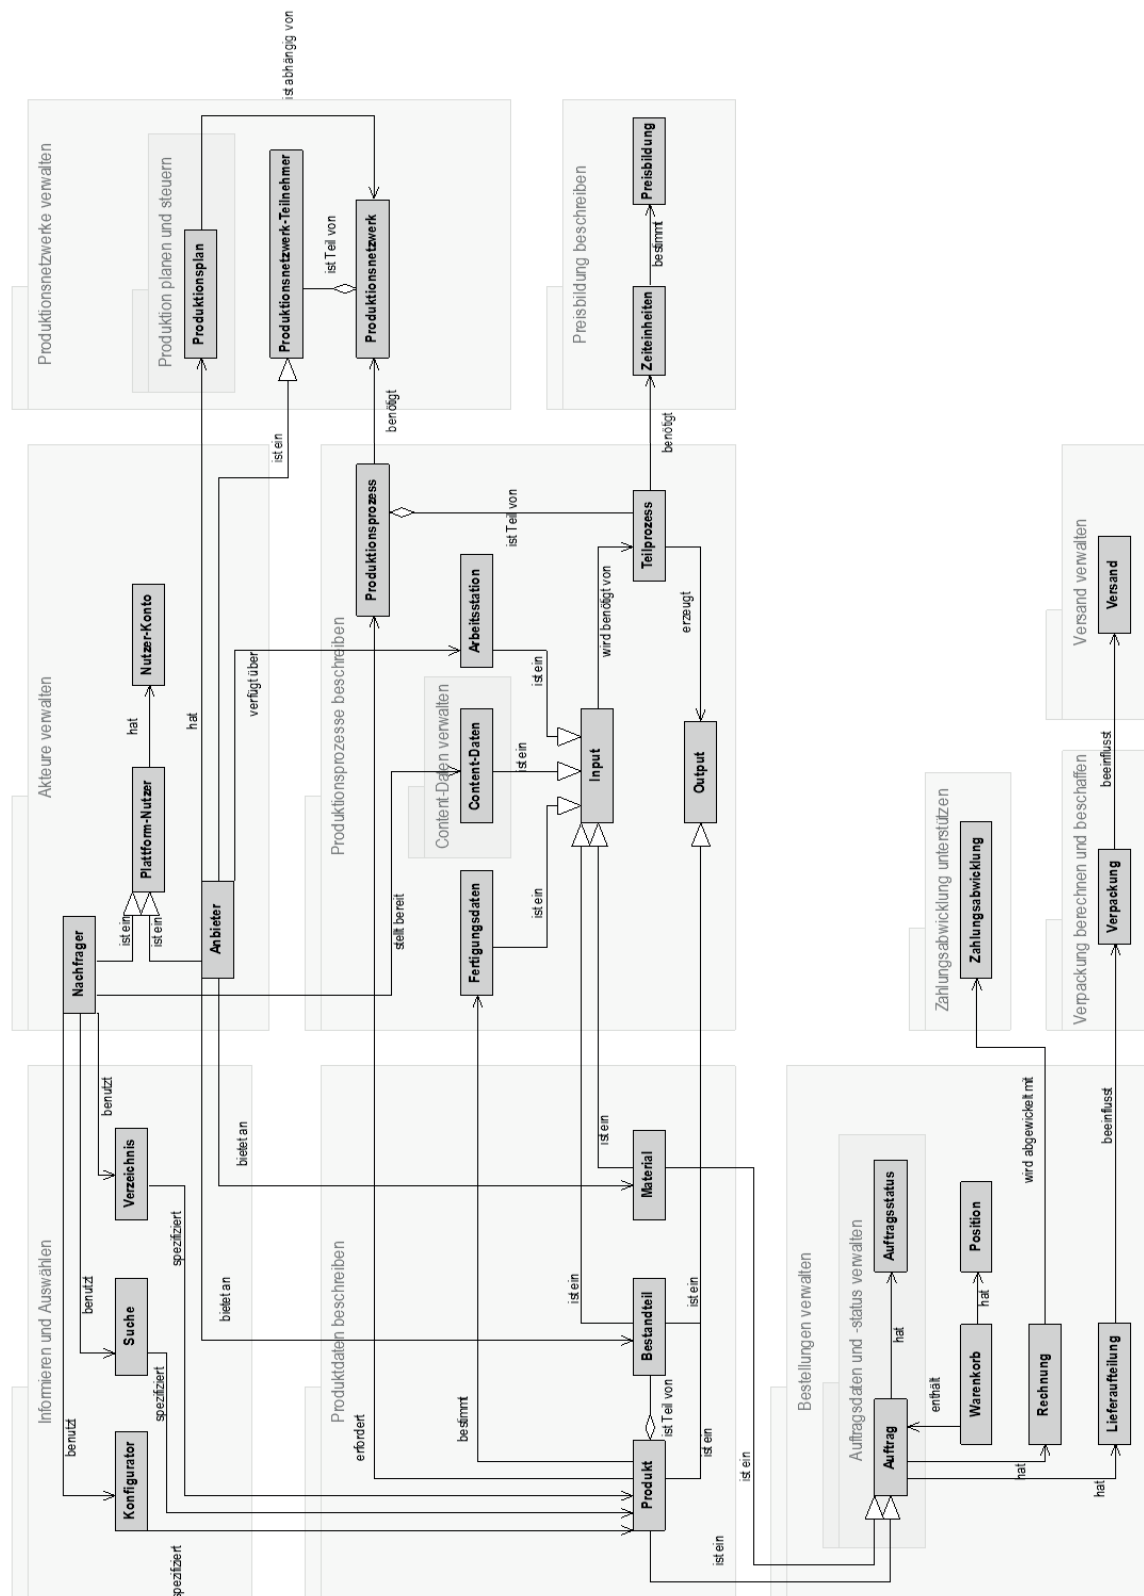 Informieren und Auswählen
Konfigurator
Suche
Verzeichnis
benutzt
benutzt
benutzt
spezifiziert
spezifiziert
spezifiziert
Akteure verwalten
Nachfrager
Anbieter
Plattform-Nutzer
Nutzer-Konto
ist ein
ist ein
hat
hat
verfügt über
stellt bereit
bietet an
bietet an
Produktionsnetzwerke verwalten
Produktion planen und steuern
Produktionsplan
Produktionsnetzwerk-Teilnehmer
Produktionsnetzwerk
ist abhängig von
ist Teil von
ist ein
benötigt
Produktdaten beschreiben
Produkt
Bestandteil
Material
erfordert
bestimmt
ist Teil von
ist ein
ist ein
ist ein
ist ein
ist ein
ist ein
Produktionsprozesse beschreiben
Produktionsprozess
Content-Daten verwalten
Fertigungsdaten
Content-Daten
Arbeitsstation
ist ein
ist ein
ist ein
Input
Output
Teilprozess
wird benötigt von
erzeugt
ist Teil von
benötigt
Preisbildung beschreiben
Zeiteinheiten
bestimmt
Preisbildung
Bestellungen verwalten
Auftragsdaten und -status verwalten
Auftrag
hat
Auftragsstatus
enthält
Warenkorb
hat
Position
hat
Rechnung
wird abgewickelt mit
hat
Lieferaufteilung
beeinflusst
Zahlungsabwicklung unterstützen
Zahlungsabwicklung
Verpackung berechnen und beschaffen
Verpackung
beeinflusst
Versand verwalten
Versand